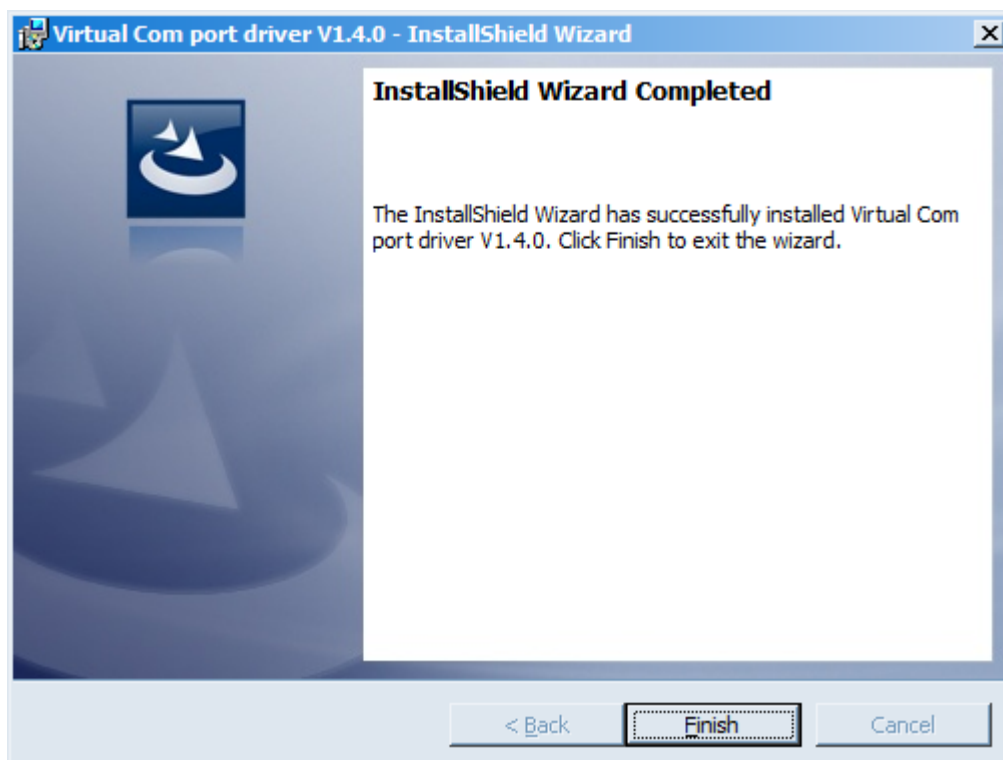 Virtual Com port driver V1.4.0 - InstallShield Wizard
InstallShield Wizard Completed
The InstallShield Wizard has successfully installed Virtual Com
port driver V1.4.0. Click Finish to exit the wizard.
< Back Finish Cancel